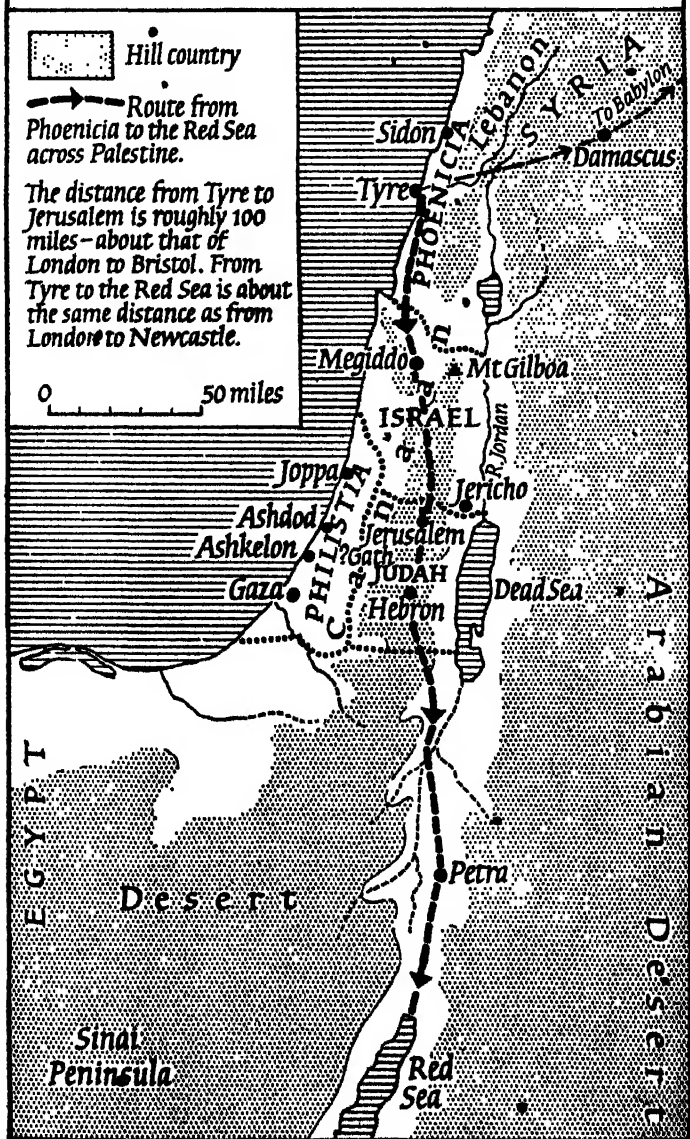 Hill country
Route from
Phoenicia to the Red Sea
across Palestine.
The distance from Tyre to
Jerusalem is roughly 100
miles – about that of
London to Bristol. From
Tyre to the Red Sea is about
the same distance as from
London to Newcastle.
0 50 miles
SYRIA
Lebanon
To Babylon
Sidon
Damascus
Tyre
PHOENICIA
Megiddo
Mt Gilboa
Canaan
ISRAEL
R. Jordan
Joppa
Jericho
Ashdod
PHILISTIA
Jerusalem
Ashkelon
?Gath
JUDAH
Gaza
Hebron
Dead Sea
Arabian Desert
EGYPT
Petra
Desert
Sinai
Peninsula
Red
Sea